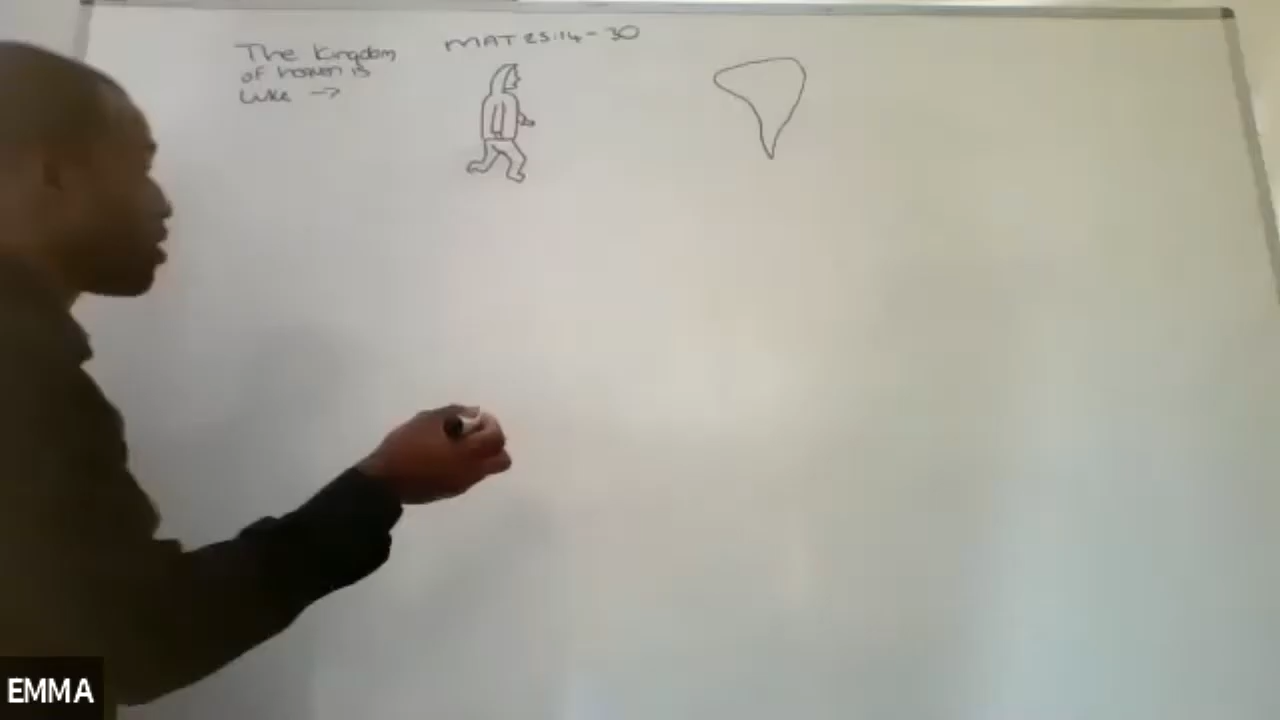 The Kingdom
of heaven is
Like →
MAT 25:14-30
EMMA